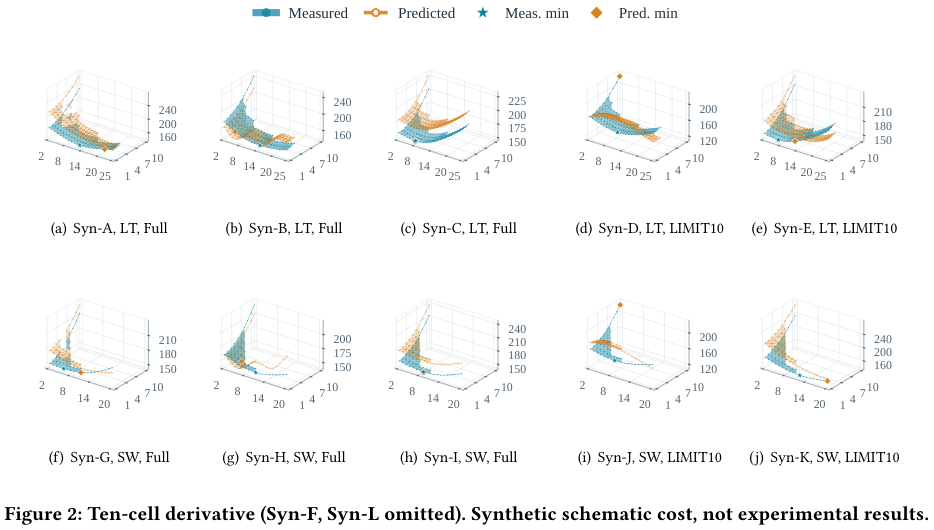 Measured Predicted Meas. min Pred. min
240
200
160
2 8 14 20 25 1 4 7 10
(a) Syn-A, LT, Full
240
200
160
2 8 14 20 25 1 4 7 10
(b) Syn-B, LT, Full
225
200
175
150
2 8 14 20 25 1 4 7 10
(c) Syn-C, LT, Full
200
160
120
2 8 14 20 25 1 4 7 10
(d) Syn-D, LT, LIMIT10
210
180
150
2 8 14 20 25 1 4 7 10
(e) Syn-E, LT, LIMIT10
210
180
150
2 8 14 20 1 4 7 10
(f) Syn-G, SW, Full
200
175
150
2 8 14 20 1 4 7 10
(g) Syn-H, SW, Full
240
210
180
150
2 8 14 20 1 4 7 10
(h) Syn-I, SW, Full
200
160
120
2 8 14 20 1 4 7 10
(i) Syn-J, SW, LIMIT10
240
200
160
2 8 14 20 1 4 7 10
(j) Syn-K, SW, LIMIT10
Figure 2: Ten-cell derivative (Syn-F, Syn-L omitted). Synthetic schematic cost, not experimental results.